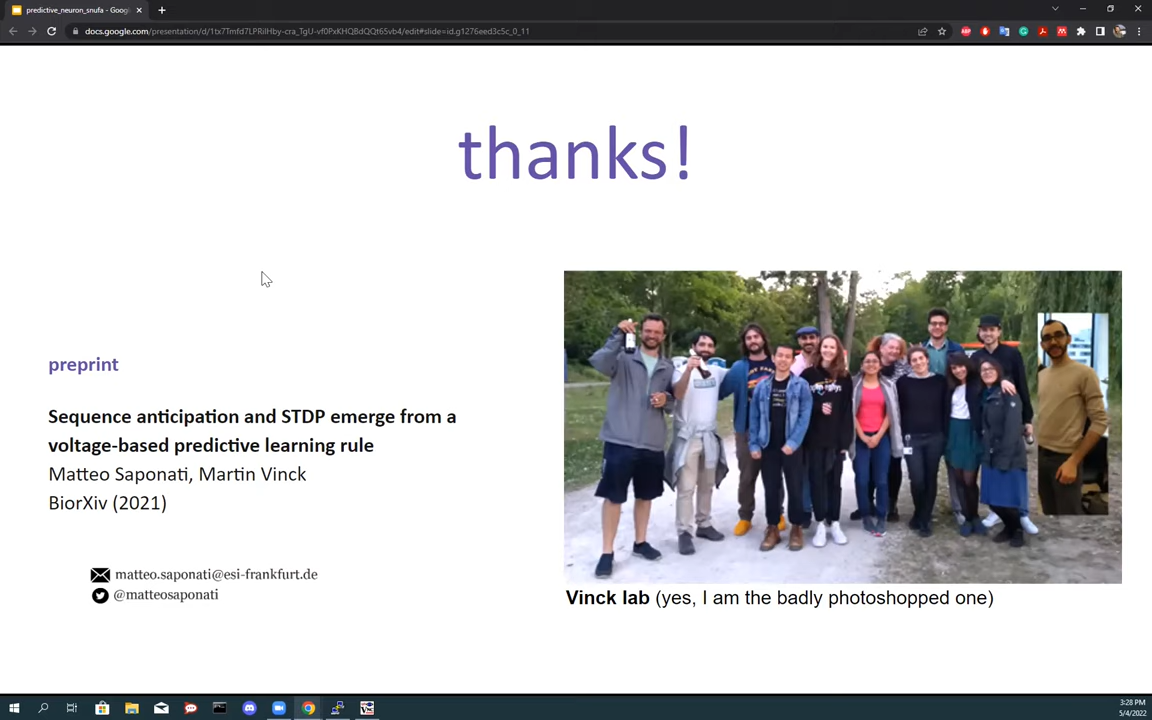 predictive_neuron_snufa - Goog
docs.google.com/presentation/d/1tx7Tmfd7LPRilHby-cra_TgU-vf0PxKHQBdQQt65vb4/edit#slide=id.g1276eed3c5c_0_11
thanks!
preprint
Sequence anticipation and STDP emerge from a
voltage-based predictive learning rule
Matteo Saponati, Martin Vinck
BiorXiv (2021)
matteo.saponati@esi-frankfurt.de
@matteosaponati
Vinck lab (yes, I am the badly photoshopped one)
3:28 PM
5/4/2022